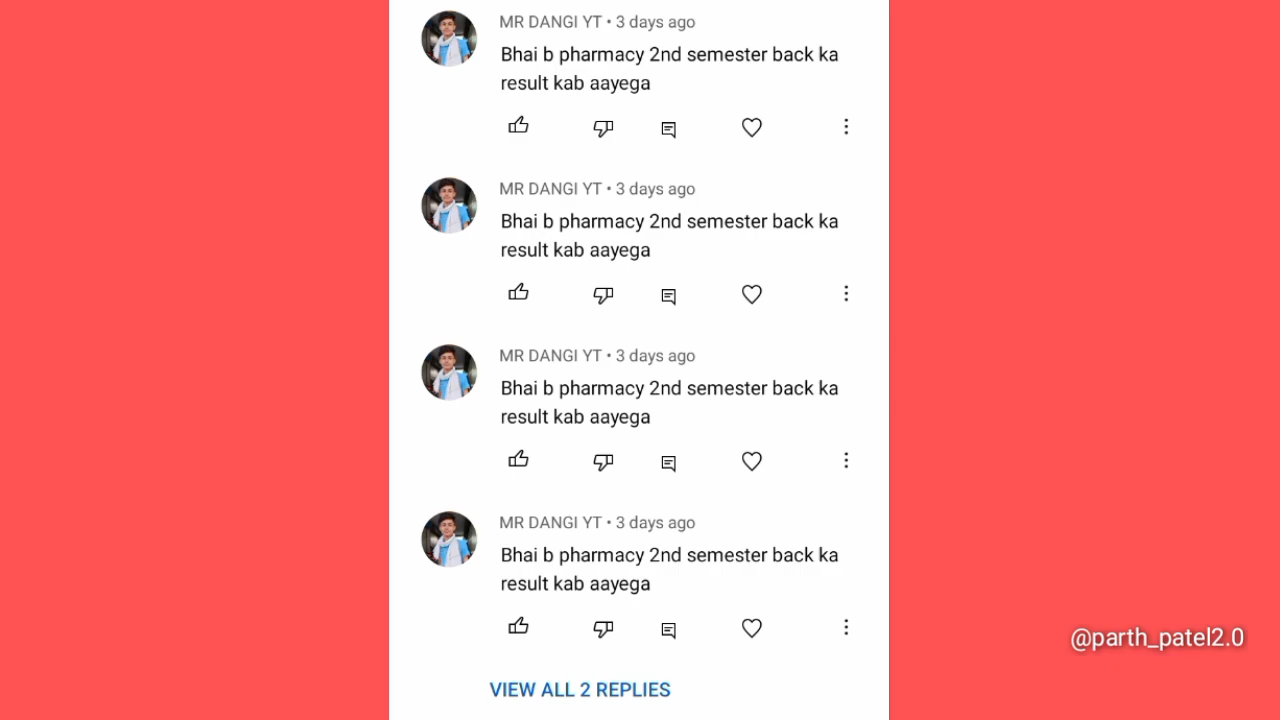 MR DANGI YT • 3 days ago
Bhai b pharmacy 2nd semester back ka
result kab aayega
MR DANGI YT • 3 days ago
Bhai b pharmacy 2nd semester back ka
result kab aayega
MR DANGI YT • 3 days ago
Bhai b pharmacy 2nd semester back ka
result kab aayega
MR DANGI YT • 3 days ago
Bhai b pharmacy 2nd semester back ka
result kab aayega
@parth_patel2.0
VIEW ALL 2 REPLIES